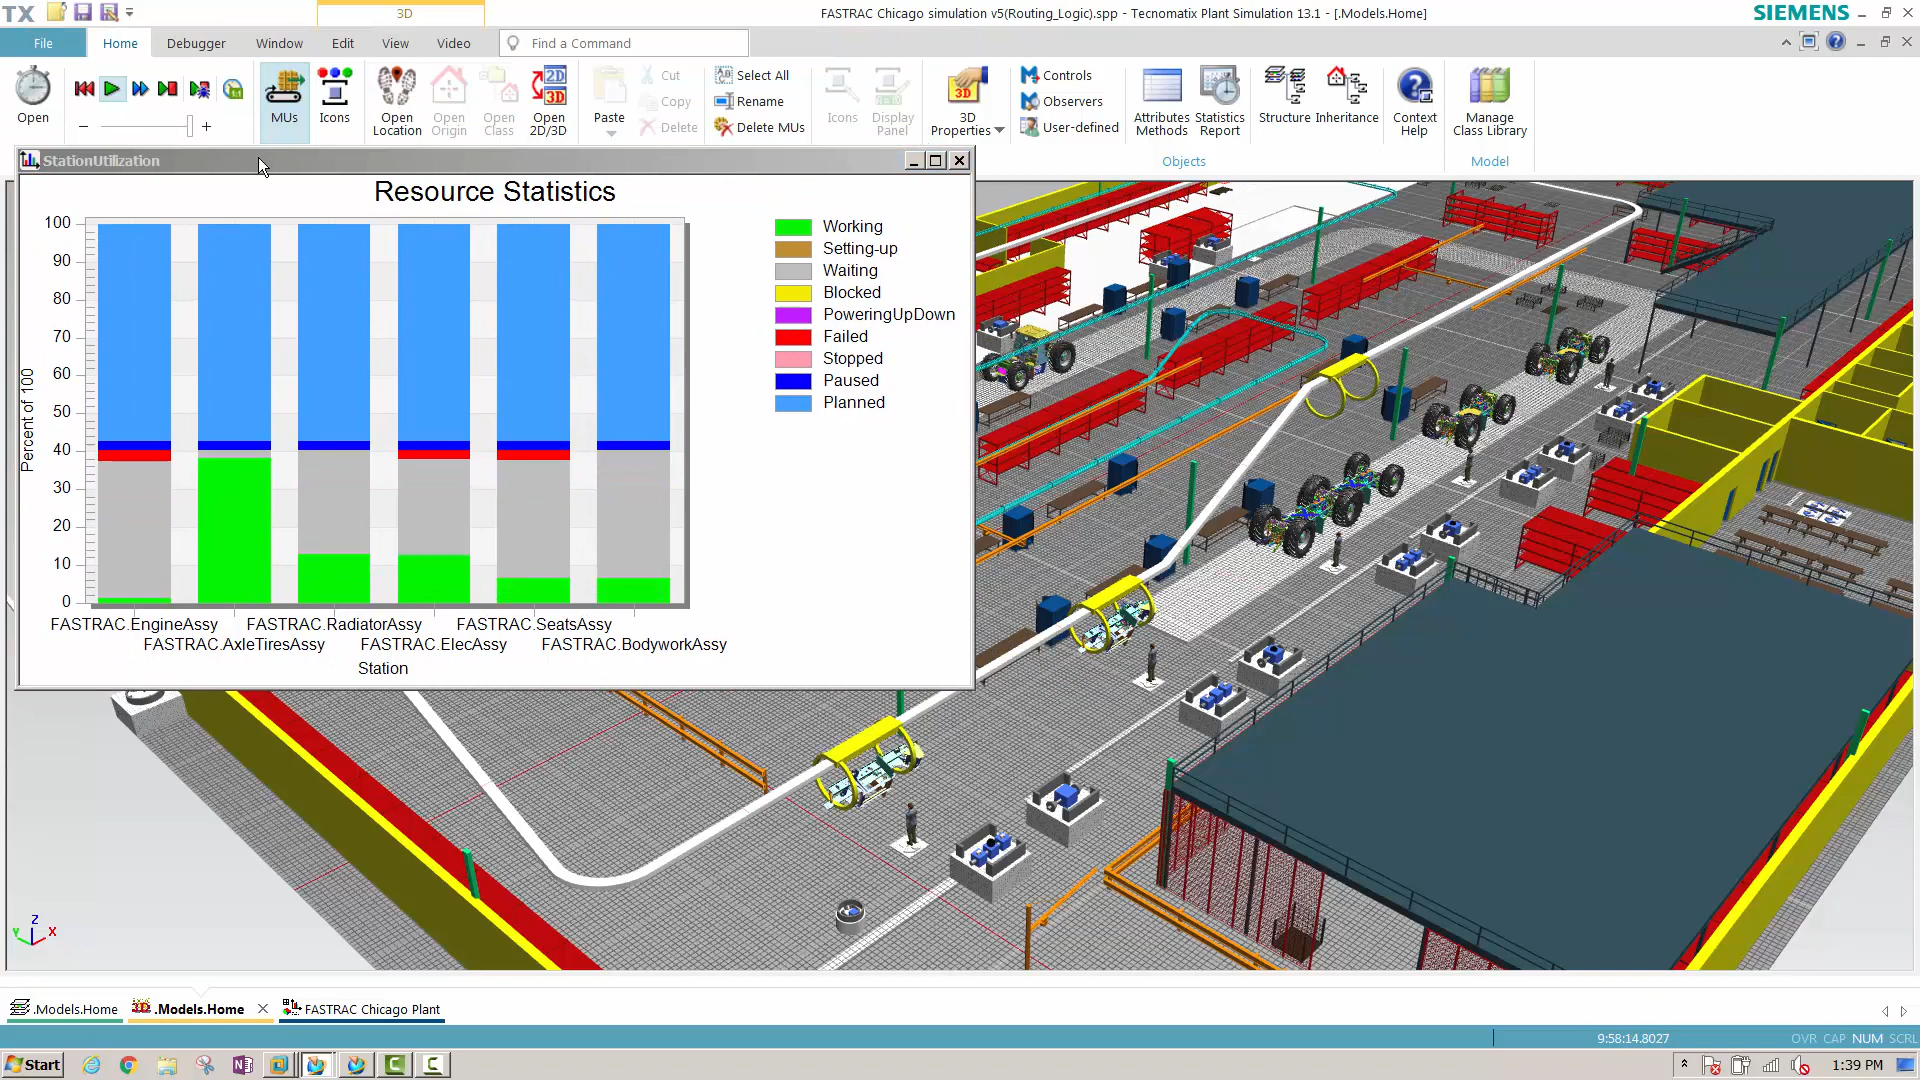 TX
3D
FASTRAC Chicago simulation v5(Routing_Logic).spp - Tecnomatix Plant Simulation 13.1 - [.Models.Home]
SIEMENS
File
Home
Debugger
Window
Edit
View
Video
Find a Command
Open
MUs
Icons
Open Location
Open Origin
Open Class
Open 2D/3D
Paste
Cut
Copy
Delete
Select All
Rename
Delete MUs
Icons
Display Panel
3D Properties
Controls
Observers
User-defined
Attributes Methods
Statistics Report
Structure
Inheritance
Context Help
Manage Class Library
Objects
Model
StationUtilization
Resource Statistics
100
90
80
70
60
50
40
30
20
10
0
Percent of 100
Working
Setting-up
Waiting
Blocked
PoweringUpDown
Failed
Stopped
Paused
Planned
FASTRAC.EngineAssy
FASTRAC.RadiatorAssy
FASTRAC.SeatsAssy
FASTRAC.AxleTiresAssy
FASTRAC.ElecAssy
FASTRAC.BodyworkAssy
Station
Z
Y
X
.Models.Home
.Models.Home
FASTRAC Chicago Plant
9:58:14.8027
OVR CAP NUM SCRL
Start
1:39 PM